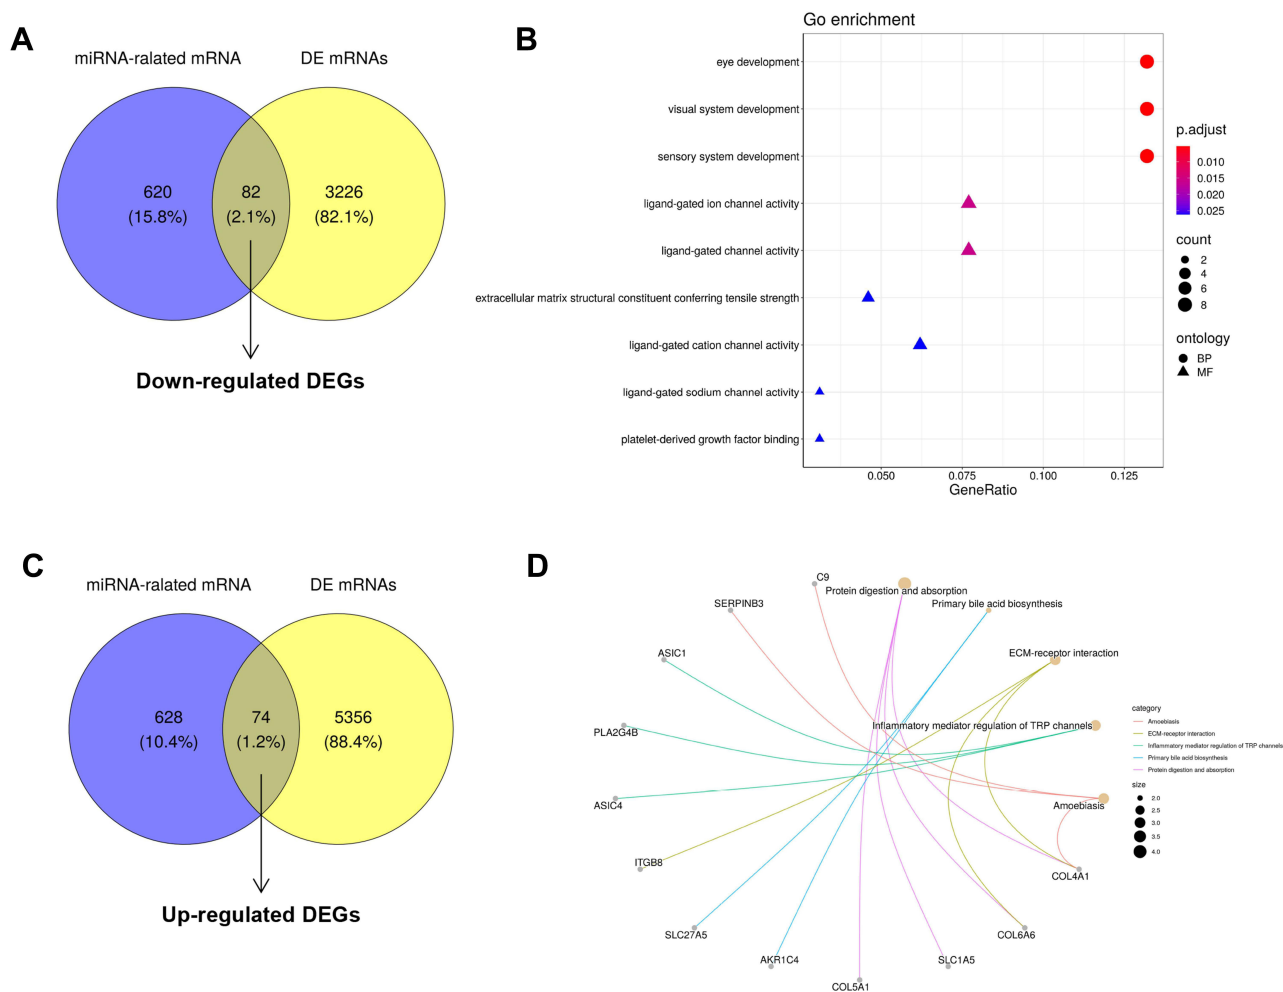 A
miRNA-ralated mRNA
DE mRNAs
620
(15.8%)
82
(2.1%)
3226
(82.1%)
Down-regulated DEGs
B
Go enrichment
eye development
visual system development
sensory system development
ligand-gated ion channel activity
ligand-gated channel activity
extracellular matrix structural constituent conferring tensile strength
ligand-gated cation channel activity
ligand-gated sodium channel activity
platelet-derived growth factor binding
0.050
0.075
0.100
0.125
GeneRatio
p.adjust
0.010
0.015
0.020
0.025
count
2
4
6
8
ontology
BP
MF
C
miRNA-ralated mRNA
DE mRNAs
628
(10.4%)
74
(1.2%)
5356
(88.4%)
Up-regulated DEGs
D
C9
Protein digestion and absorption
Primary bile acid biosynthesis
SERPINB3
ASIC1
ECM-receptor interaction
PLA2G4B
Inflammatory mediator regulation of TRP channels
ASIC4
Amoebiasis
ITGB8
COL4A1
SLC27A5
COL6A6
AKR1C4
SLC1A5
COL5A1
category
Amoebiasis
ECM-receptor interaction
Inflammatory mediator regulation of TRP channels
Primary bile acid biosynthesis
Protein digestion and absorption
size
2.0
2.5
3.0
3.5
4.0